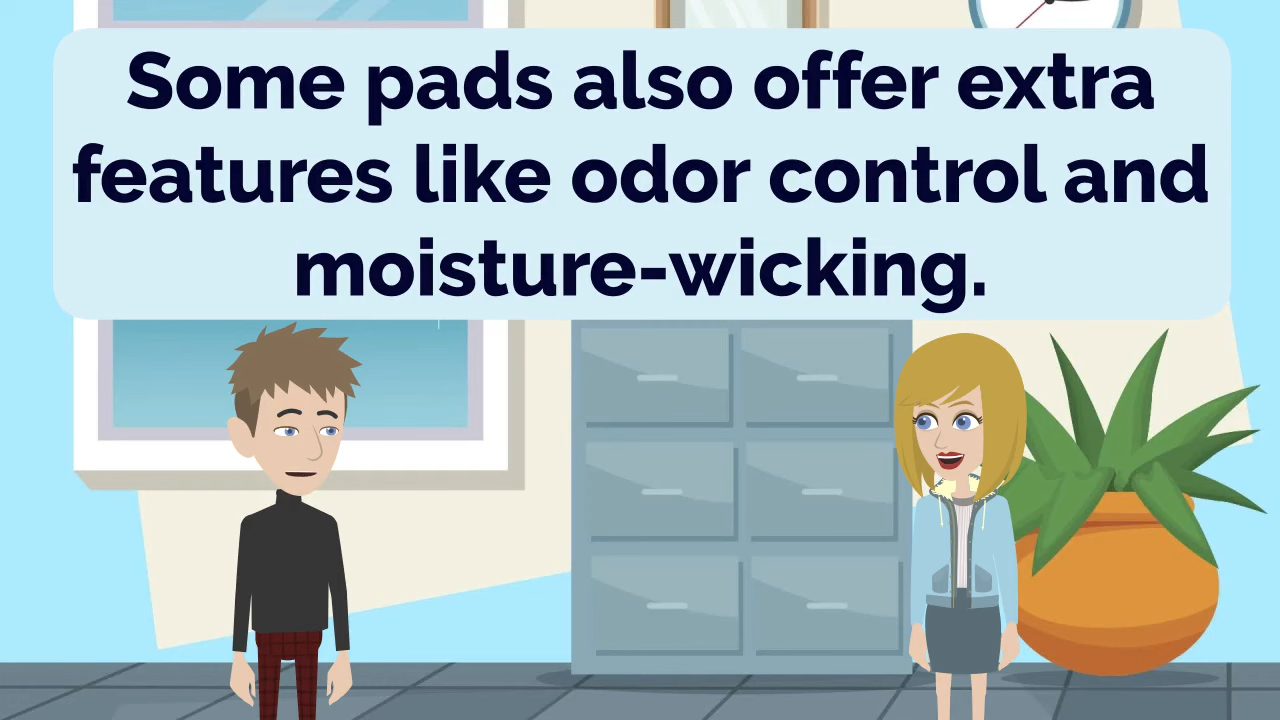 Some pads also offer extra
features like odor control and
moisture-wicking.